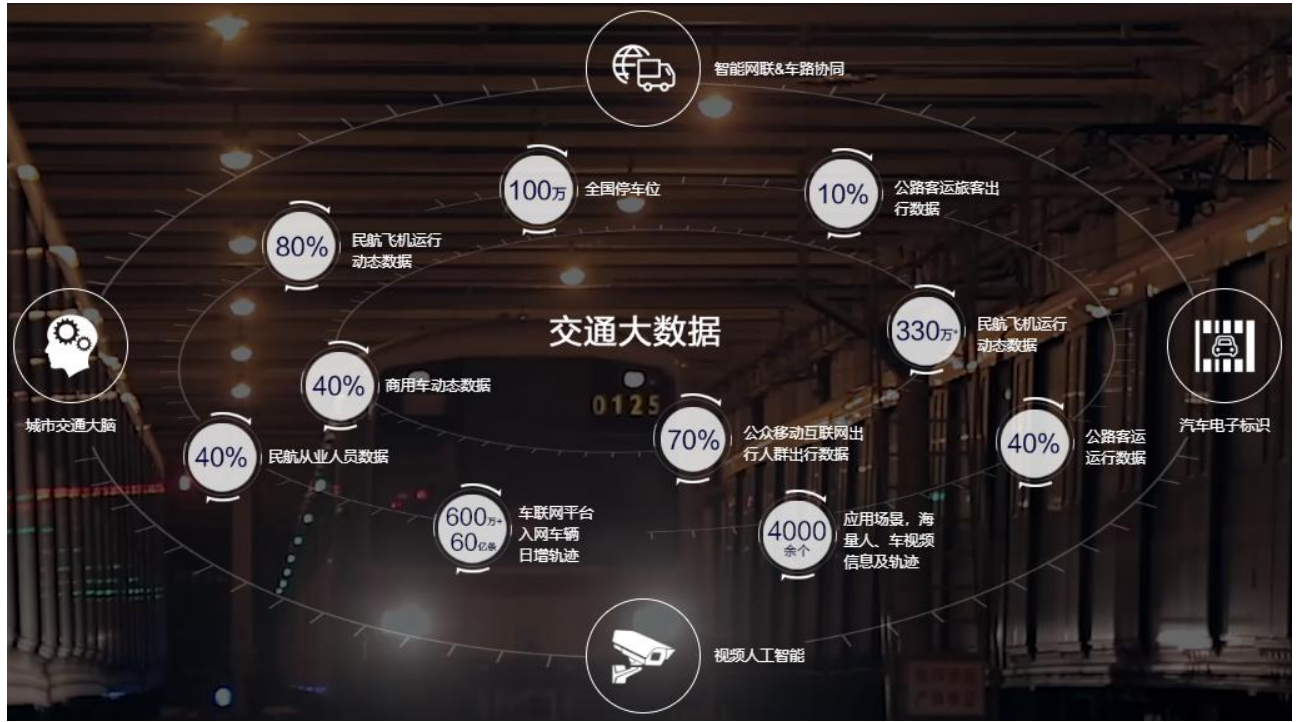 智能网联&车路协同
100万
全国停车位
10%
公路客运旅客出
行数据
80%
民航飞机运行
动态数据
交通大数据
330万+
民航飞机运行
动态数据
40%
商用车动态数据
0125
城市交通大脑
汽车电子标识
70%
公众移动互联网出
行人群出行数据
40%
公路客运
运行数据
40%
民航从业人员数据
600万+
60亿条
车联网平台
入网车辆
日增轨迹
4000
余个
应用场景，海
量人、车视频
信息及轨迹
视频人工智能